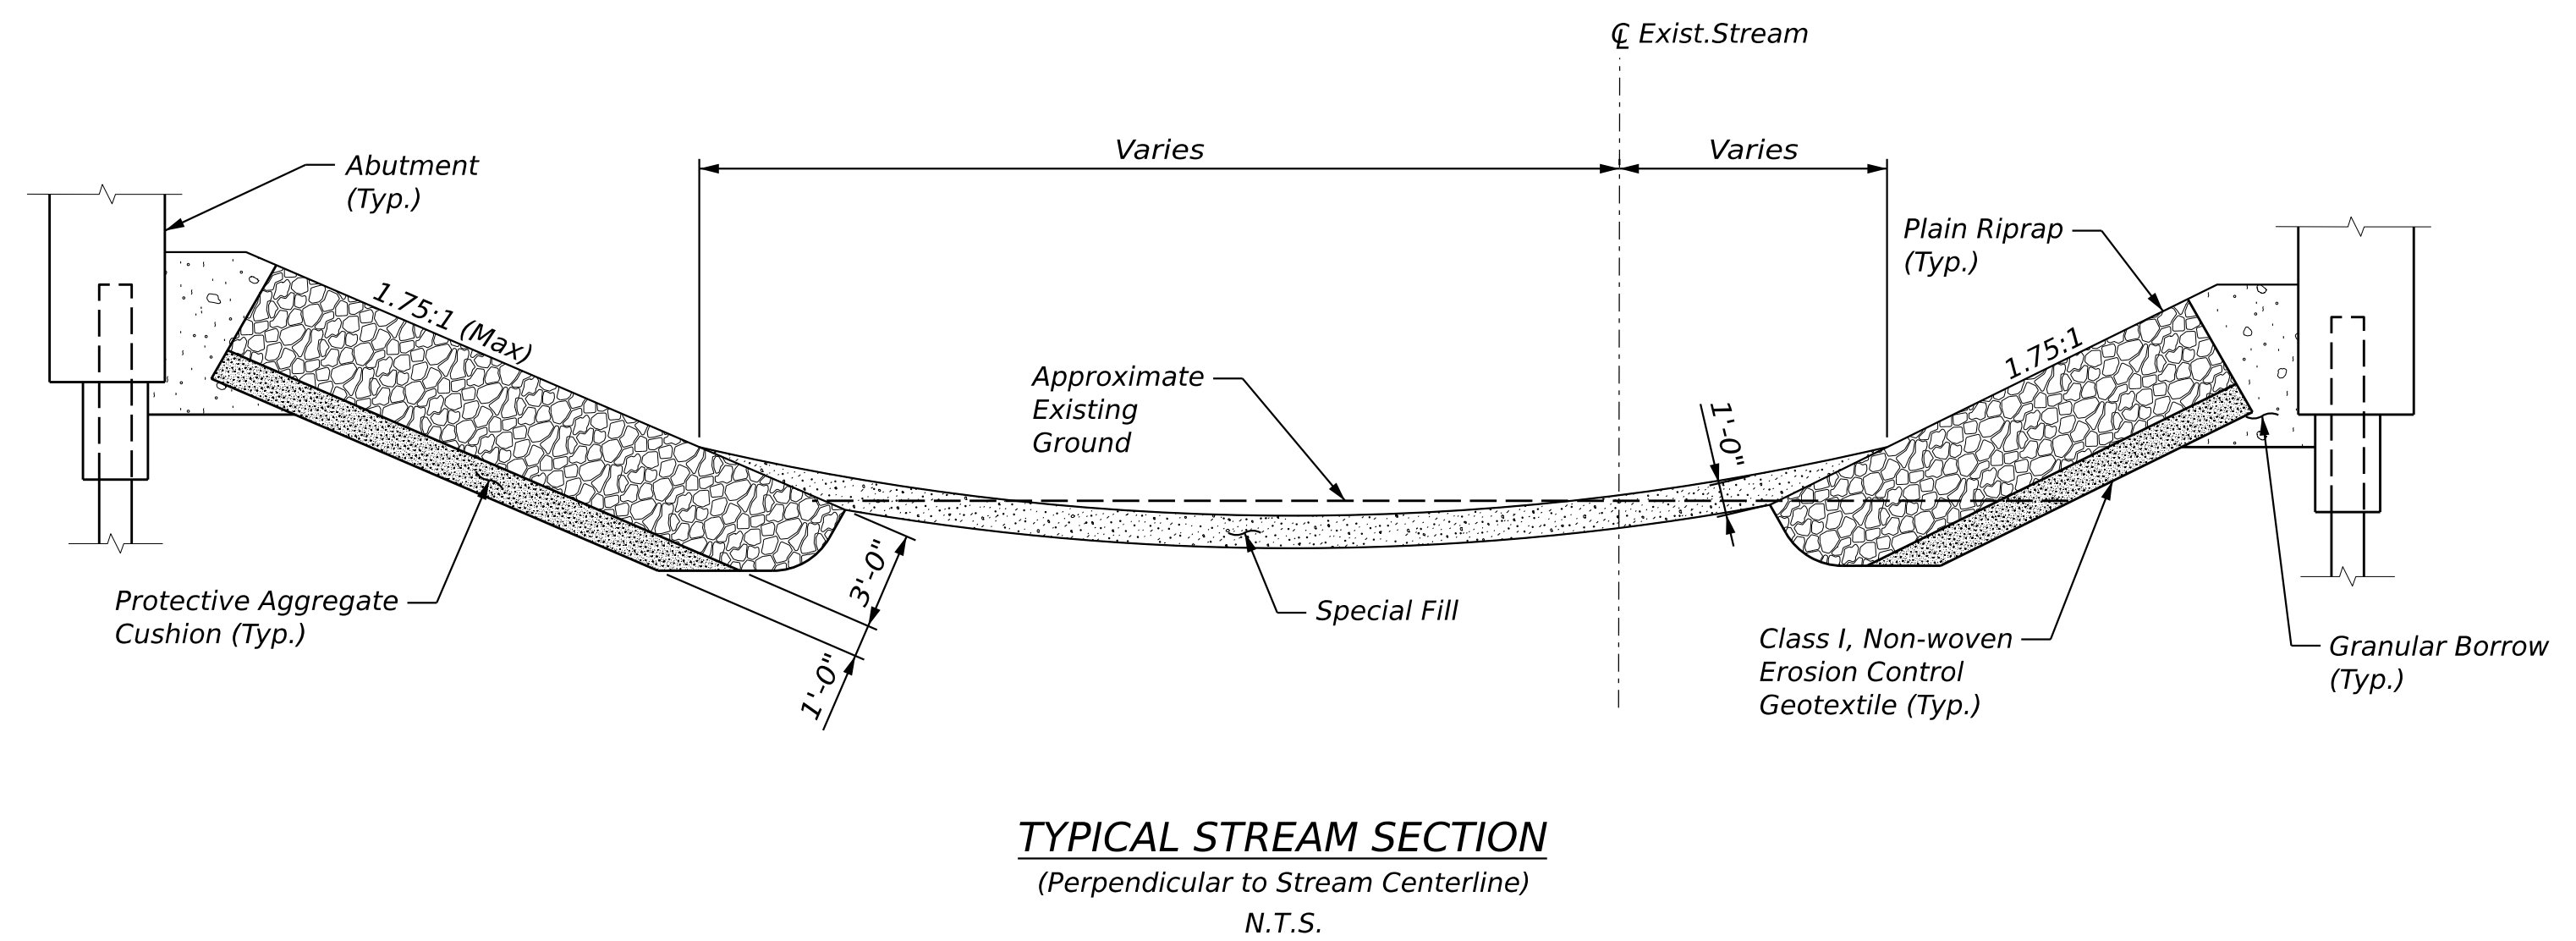 ℄ Exist.Stream
Varies
Varies
Abutment
(Typ.)
Plain Riprap
(Typ.)
1.75:1 (Max)
1.75:1
Approximate
Existing
Ground
1'-0"
3'-0"
1'-0"
Protective Aggregate
Cushion (Typ.)
Special Fill
Class I, Non-woven
Erosion Control
Geotextile (Typ.)
Granular Borrow
(Typ.)
TYPICAL STREAM SECTION
(Perpendicular to Stream Centerline)
N.T.S.